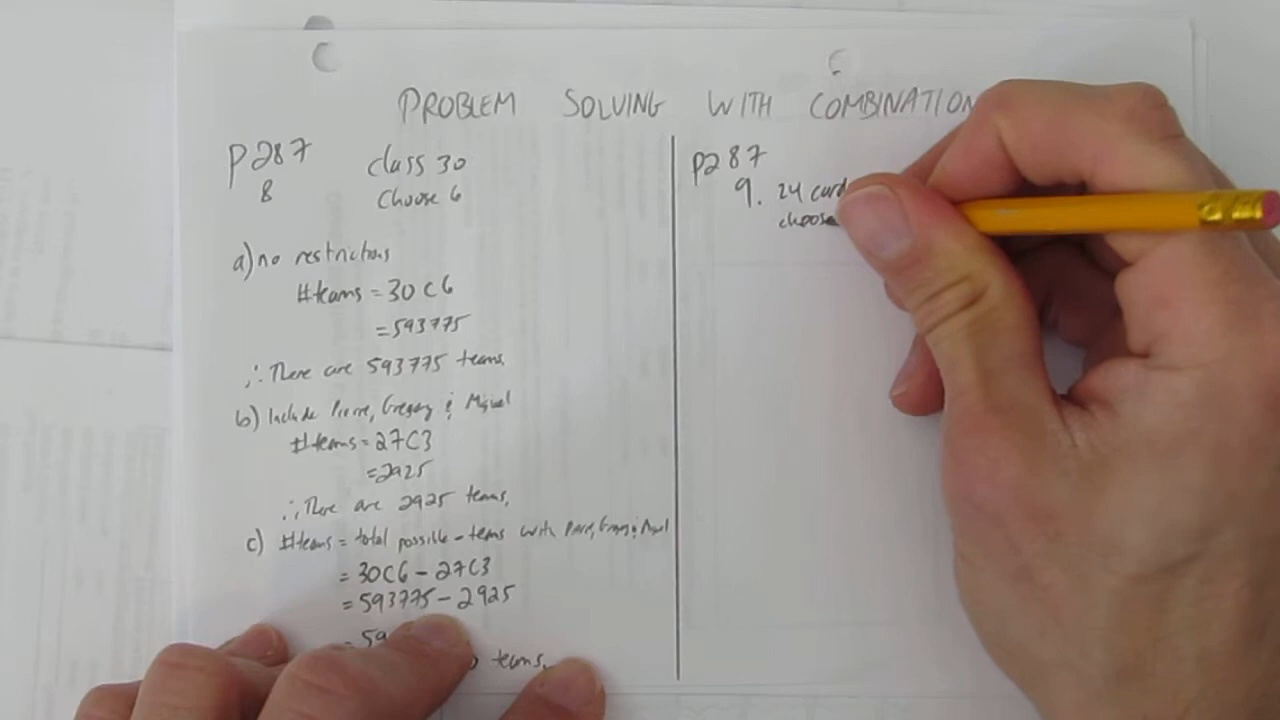 PROBLEM SOLVING WITH COMBINATION
P287
8
class 30
Choose 6
a) no restrictions
#teams = 30C6
= 593775
∴ There are 593775 teams.
b) Include Pierre, Gregory & Miguel
#teams = 27C3
= 2925
∴ There are 2925 teams.
c) #teams = total possible - teams with Pierre, Gregory & Miguel
= 30C6 - 27C3
= 593775 - 2925
= 59
teams.
P287
9. 24 card
choose